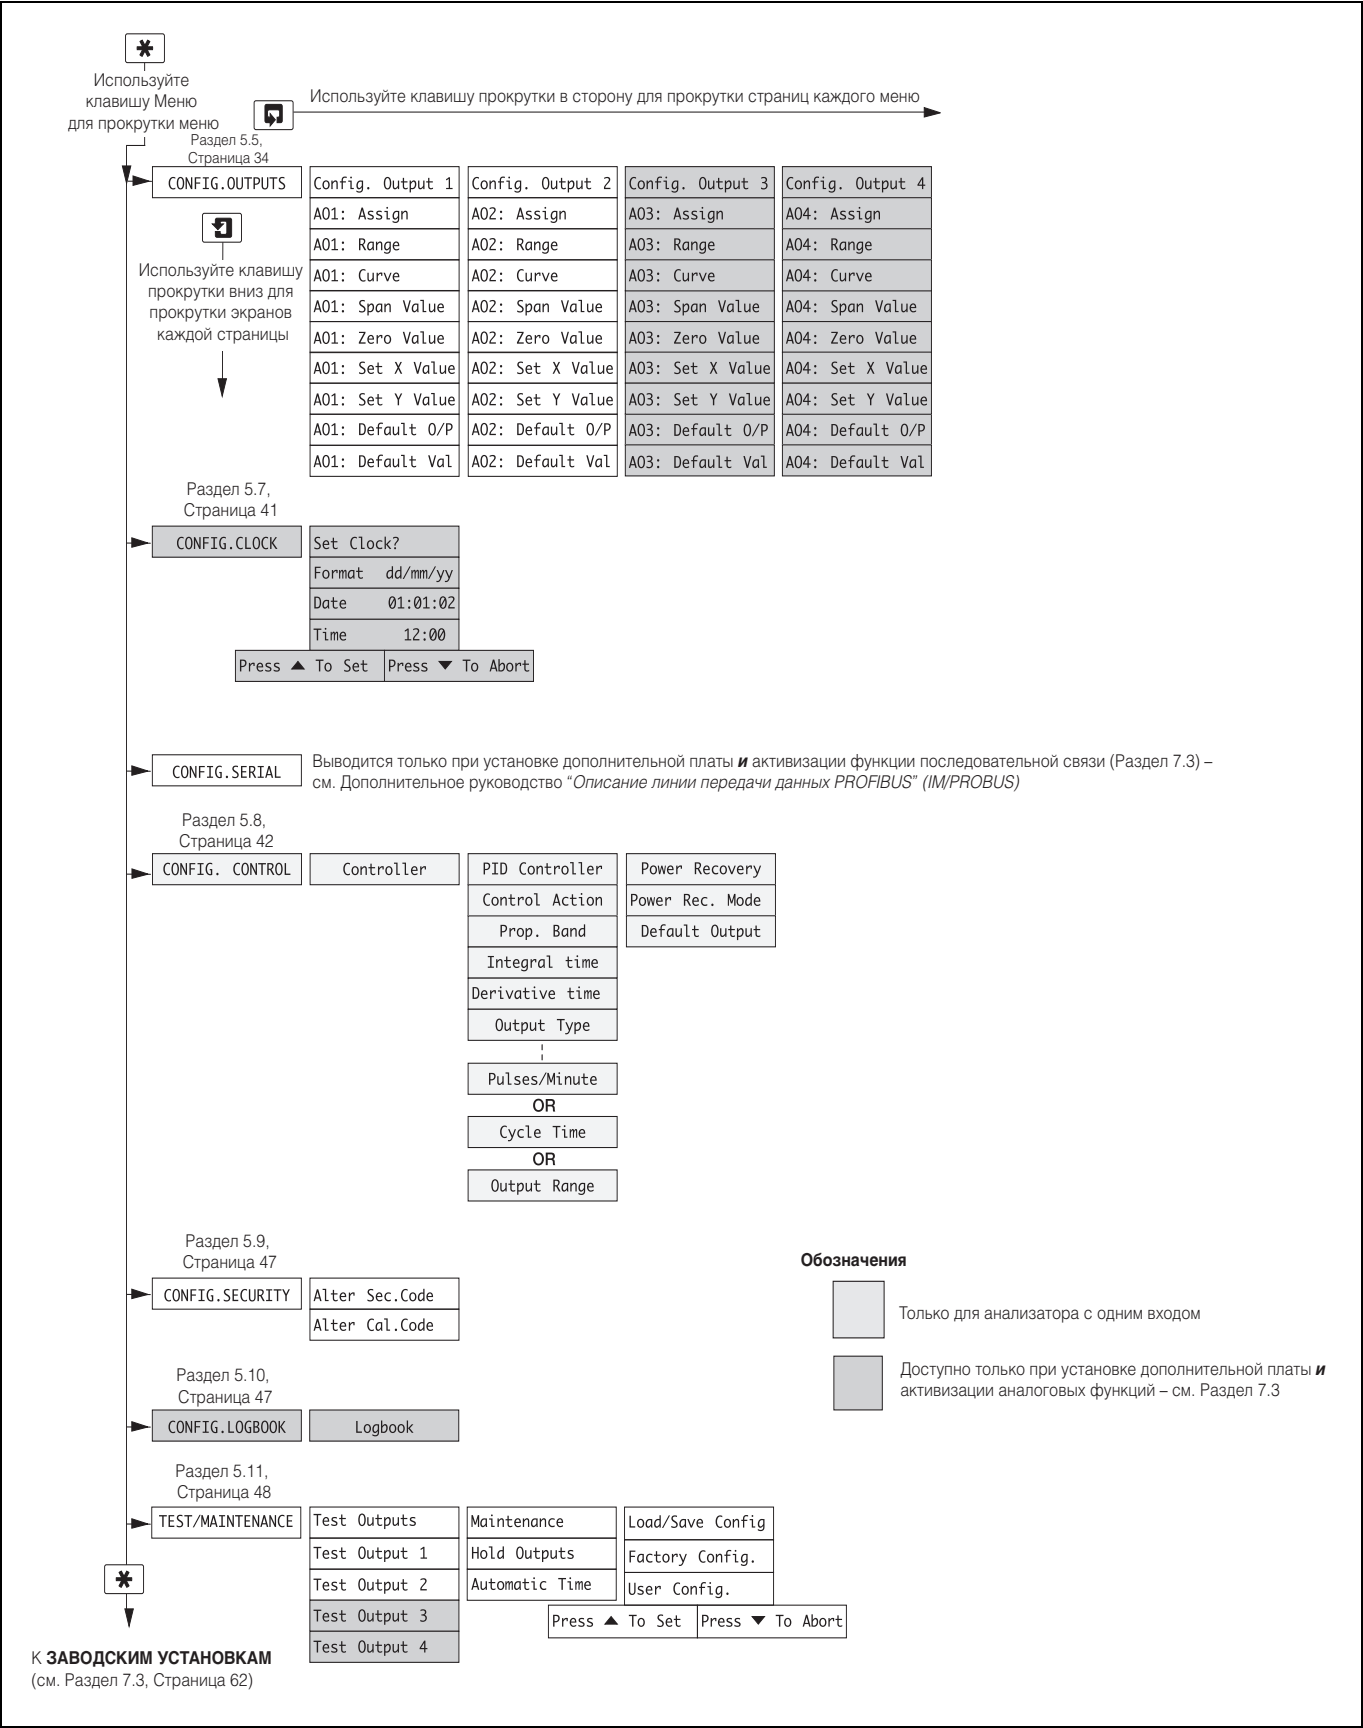 Используйте
клавишу Меню
для прокрутки меню
Используйте клавишу прокрутки в сторону для прокрутки страниц каждого меню
Раздел 5.5,
Страница 34
CONFIG.OUTPUTS
Config. Output 1
Config. Output 2
Config. Output 3
Config. Output 4
AO1: Assign
AO2: Assign
AO3: Assign
AO4: Assign
AO1: Range
AO2: Range
AO3: Range
AO4: Range
AO1: Curve
AO2: Curve
AO3: Curve
AO4: Curve
AO1: Span Value
AO2: Span Value
AO3: Span Value
AO4: Span Value
AO1: Zero Value
AO2: Zero Value
AO3: Zero Value
AO4: Zero Value
AO1: Set X Value
AO2: Set X Value
AO3: Set X Value
AO4: Set X Value
AO1: Set Y Value
AO2: Set Y Value
AO3: Set Y Value
AO4: Set Y Value
AO1: Default O/P
AO2: Default O/P
AO3: Default O/P
AO4: Default O/P
AO1: Default Val
AO2: Default Val
AO3: Default Val
AO4: Default Val
Используйте клавишу
прокрутки вниз для
прокрутки экранов
каждой страницы
Раздел 5.7,
Страница 41
CONFIG.CLOCK
Set Clock?
Format dd/mm/yy
Date 01:01:02
Time 12:00
Press ▲ To Set
Press ▼ To Abort
CONFIG.SERIAL
Выводится только при установке дополнительной платы и активизации функции последовательной связи (Раздел 7.3) –
см. Дополнительное руководство “Описание линии передачи данных PROFIBUS” (IM/PROBUS)
Раздел 5.8,
Страница 42
CONFIG. CONTROL
Controller
PID Controller
Power Recovery
Control Action
Power Rec. Mode
Prop. Band
Default Output
Integral time
Derivative time
Output Type
Pulses/Minute
OR
Cycle Time
OR
Output Range
Раздел 5.9,
Страница 47
CONFIG.SECURITY
Alter Sec.Code
Alter Cal.Code
Обозначения
Только для анализатора с одним входом
Доступно только при установке дополнительной платы и
активизации аналоговых функций – см. Раздел 7.3
Раздел 5.10,
Страница 47
CONFIG.LOGBOOK
Logbook
Раздел 5.11,
Страница 48
TEST/MAINTENANCE
Test Outputs
Maintenance
Load/Save Config
Test Output 1
Hold Outputs
Factory Config.
Test Output 2
Automatic Time
User Config.
Test Output 3
Press ▲ To Set
Press ▼ To Abort
Test Output 4
К ЗАВОДСКИМ УСТАНОВКАМ
(см. Раздел 7.3, Страница 62)